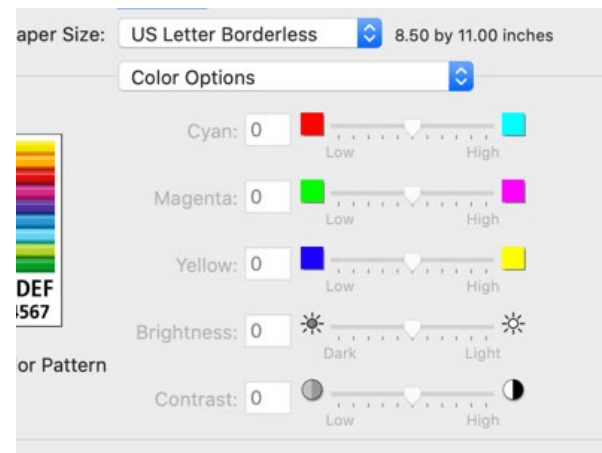 aper Size: US Letter Borderless 8.50 by 11.00 inches
Color Options
Cyan: 0
Low High
Magenta: 0
Low High
Yellow: 0
Low High
DEF
4567
Brightness: 0
Dark Light
or Pattern
Contrast: 0
Low High